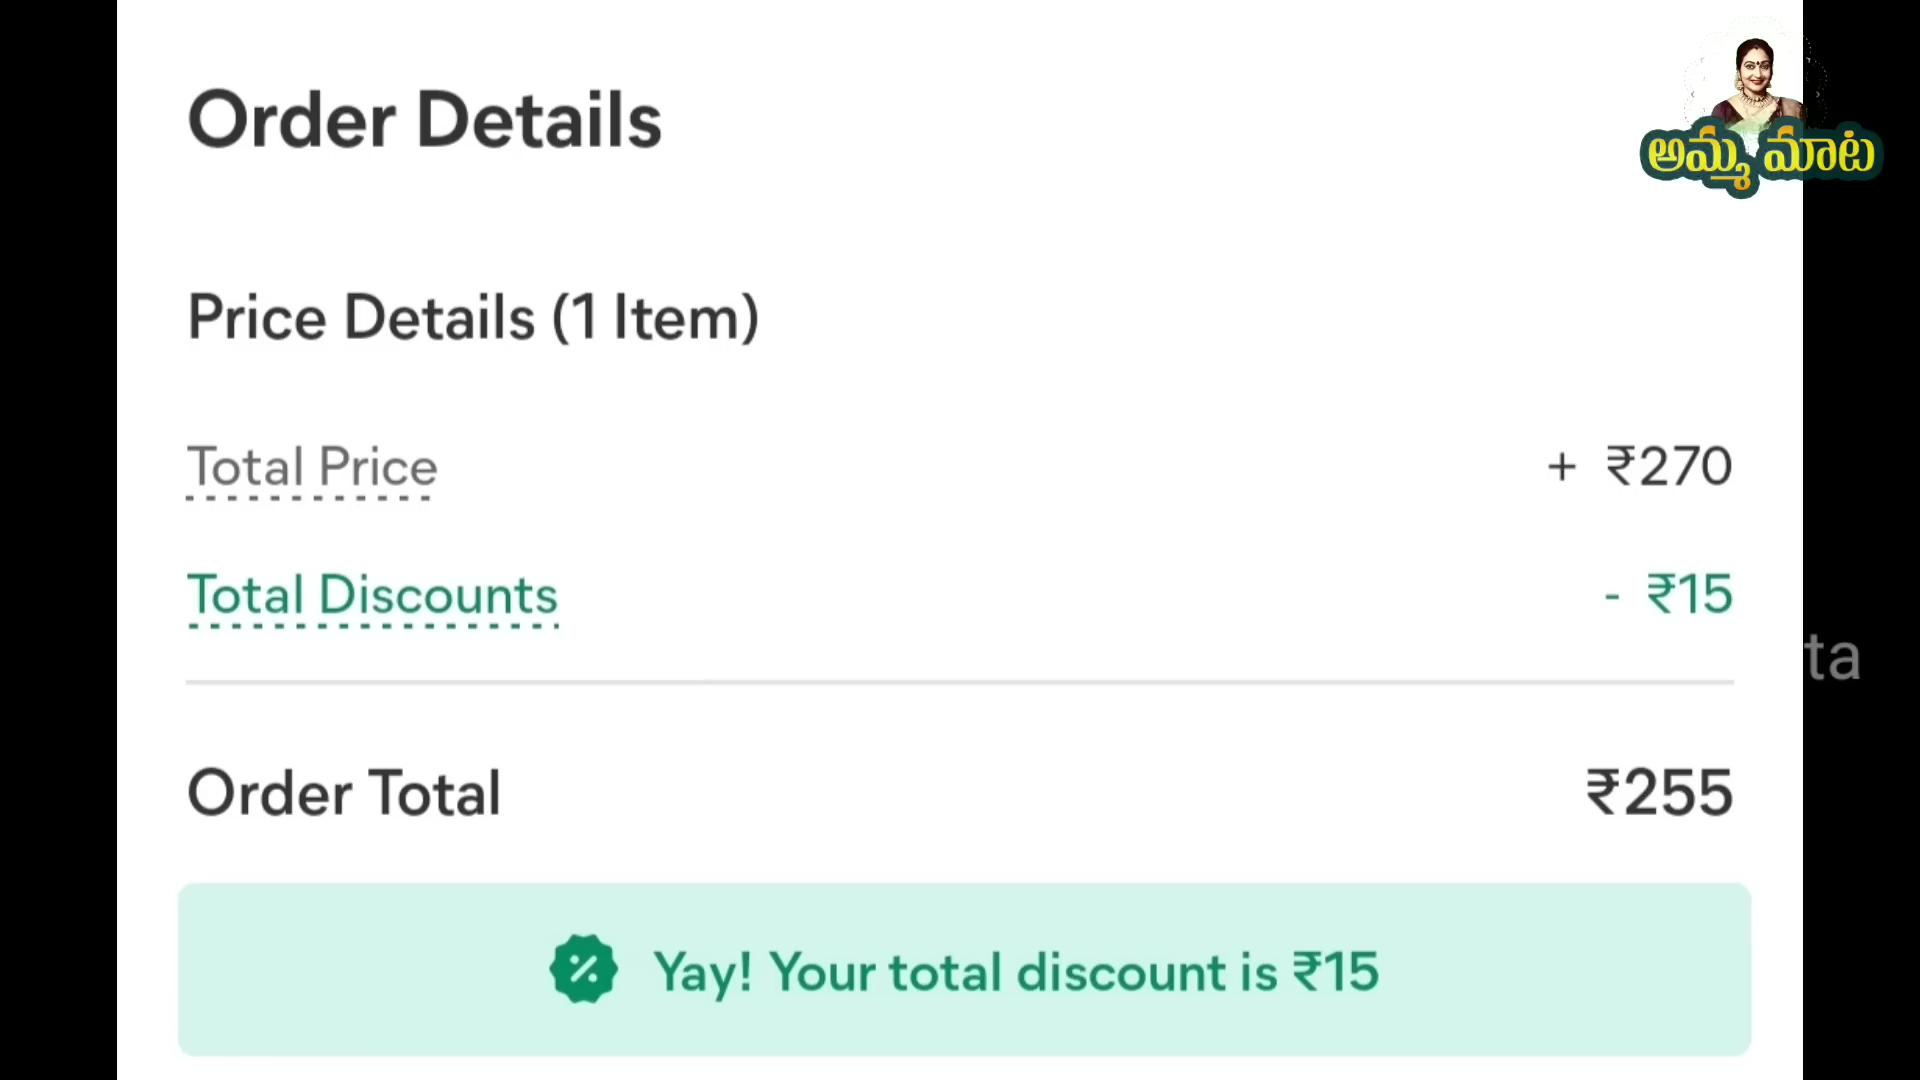 అమ్మ మాట
Order Details
Price Details (1 Item)
Total Price + ₹270
Total Discounts - ₹15
ta
Order Total ₹255
Yay! Your total discount is ₹15